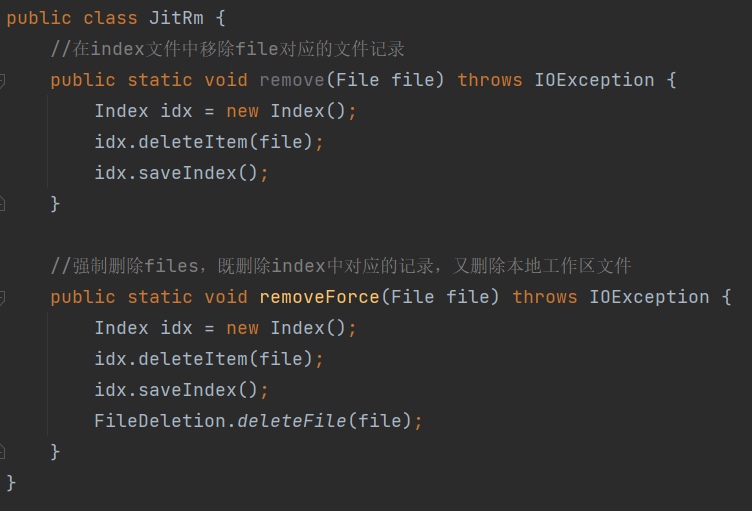 public class JitRm {
//在index文件中移除file对应的文件记录
public static void remove(File file) throws IOException {
Index idx = new Index();
idx.deleteItem(file);
idx.saveIndex();
}
//强制删除files，既删除index中对应的记录，又删除本地工作区文件
public static void removeForce(File file) throws IOException {
Index idx = new Index();
idx.deleteItem(file);
idx.saveIndex();
FileDeletion.deleteFile(file);
}
}